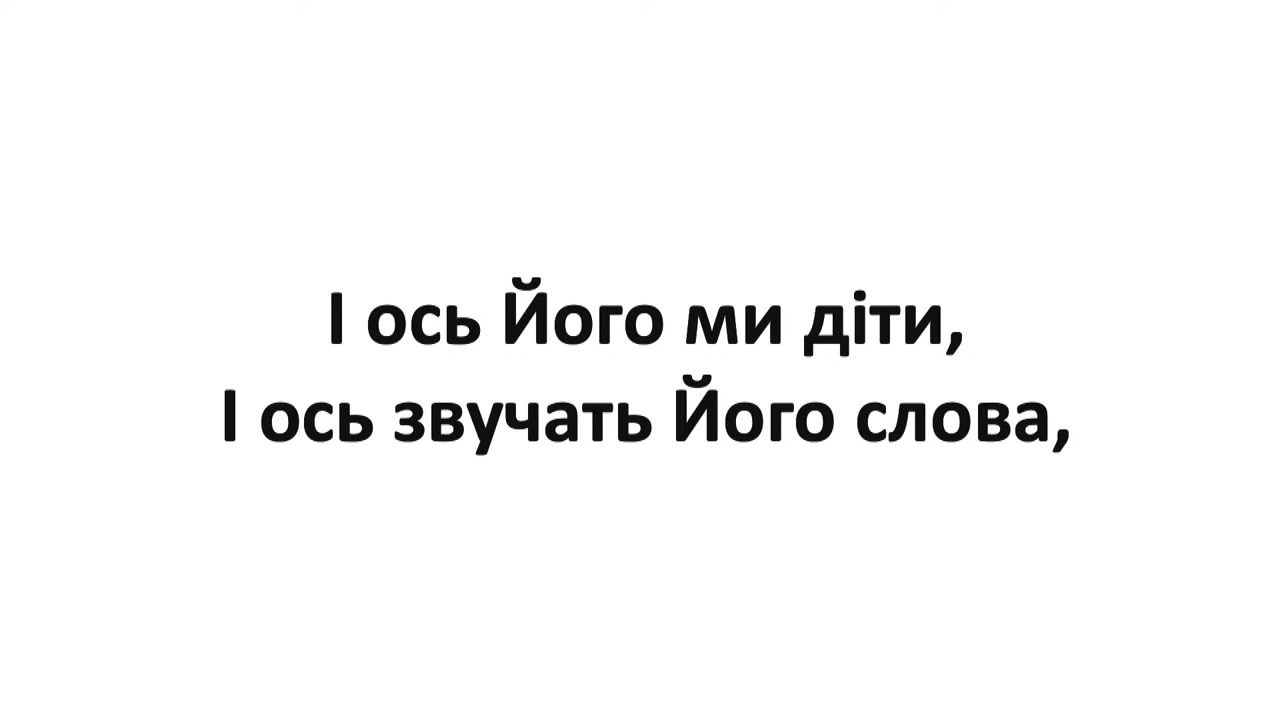 І ось Його ми діти,
І ось звучать Його слова,